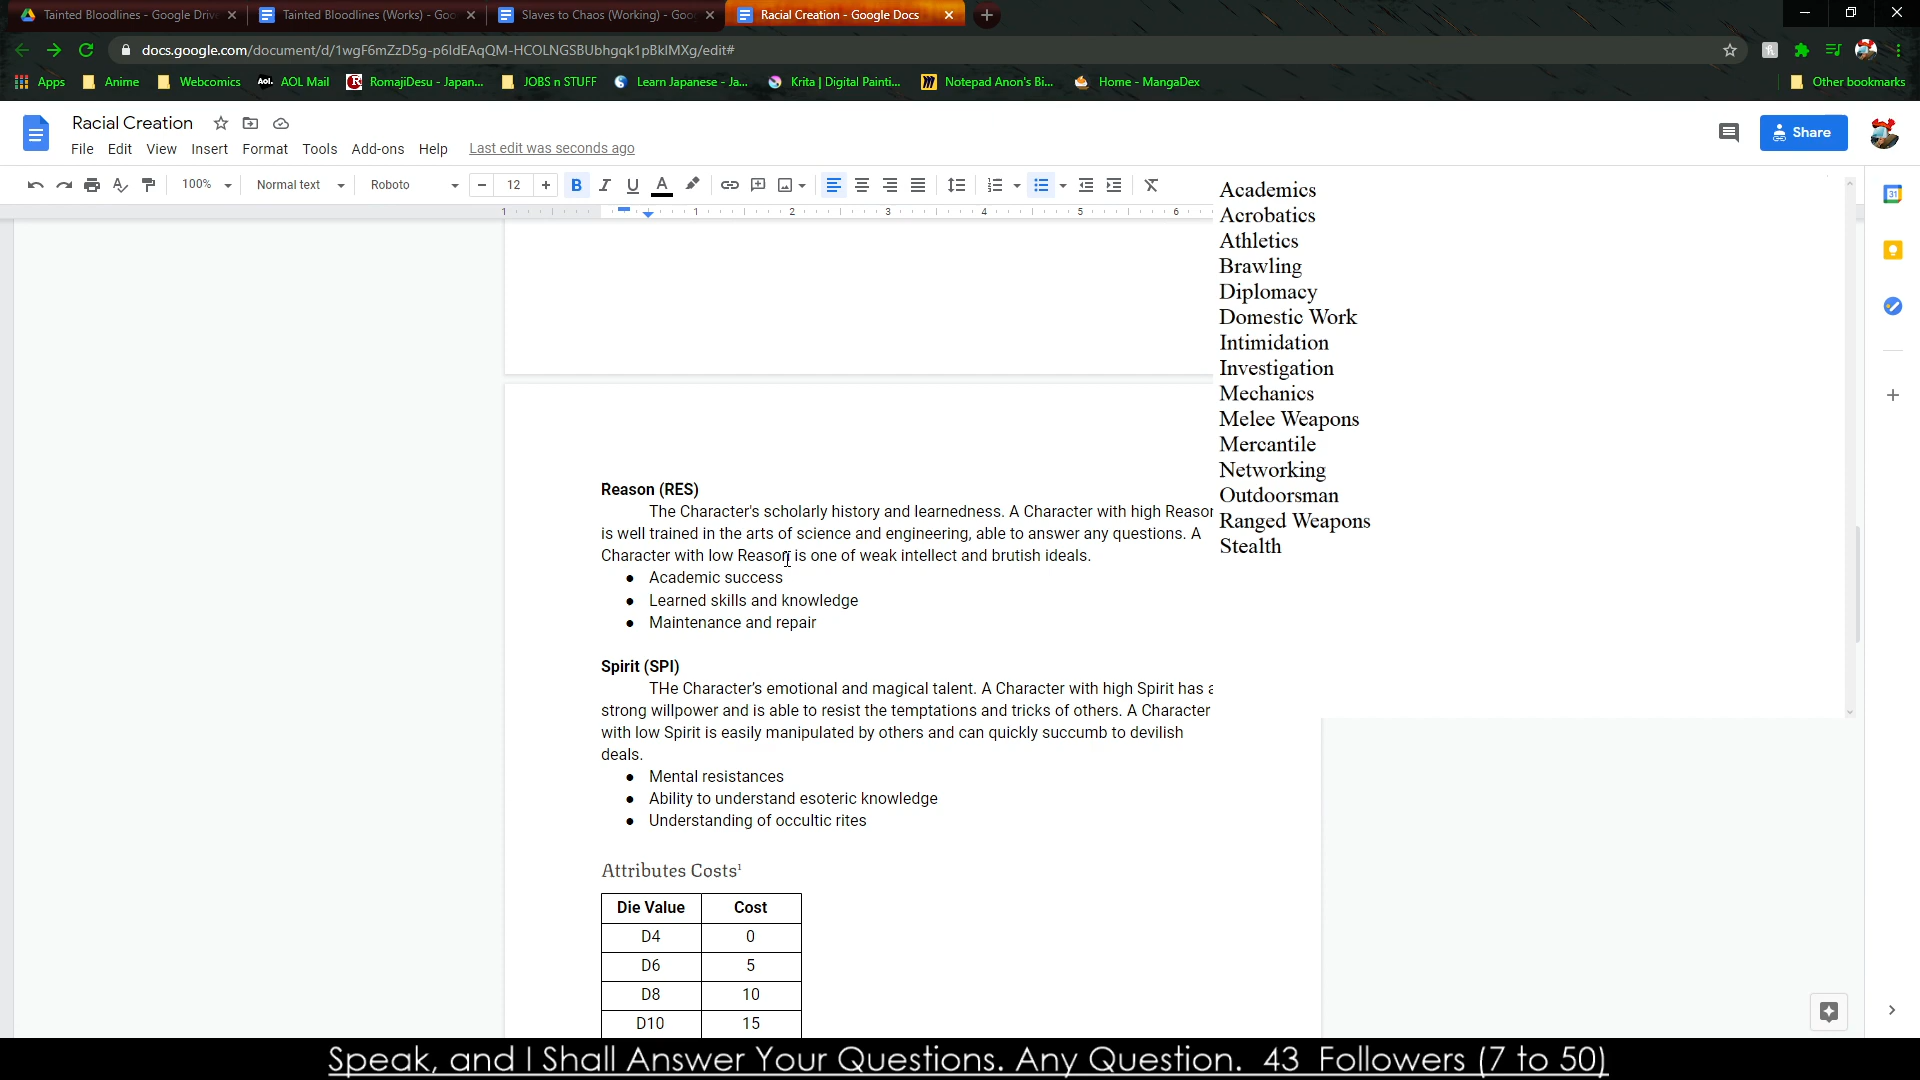 Tainted Bloodlines - Google Drive
Tainted Bloodlines (Works) - Goo
Slaves to Chaos (Working) - Goo
Racial Creation - Google Docs
docs.google.com/document/d/1wgF6mZzD5g-p6ldEAqQM-HCOLNGSBUbhgqk1pBkIMXg/edit#
Apps
Anime
Webcomics
Aol.
AOL Mail
RomajiDesu - Japan...
JOBS n STUFF
Learn Japanese - Ja...
Krita | Digital Painti...
Notepad Anon's Bi...
Home - MangaDex
Other bookmarks
Racial Creation
Share
File Edit View Insert Format Tools Add-ons Help Last edit was seconds ago
100% Normal text Roboto 12 B I U A
31
1 1 2 3 4 5 6
Academics
Acrobatics
Athletics
Brawling
Diplomacy
Domestic Work
Intimidation
Investigation
Mechanics
Melee Weapons
Mercantile
Networking
Outdoorsman
Ranged Weapons
Stealth
Reason (RES)
The Character's scholarly history and learnedness. A Character with high Reason
is well trained in the arts of science and engineering, able to answer any questions. A
Character with low Reason is one of weak intellect and brutish ideals.
● Academic success
● Learned skills and knowledge
● Maintenance and repair
Spirit (SPI)
THe Character's emotional and magical talent. A Character with high Spirit has a
strong willpower and is able to resist the temptations and tricks of others. A Character
with low Spirit is easily manipulated by others and can quickly succumb to devilish
deals.
● Mental resistances
● Ability to understand esoteric knowledge
● Understanding of occultic rites
Attributes Costs¹
Die Value Cost
D4 0
D6 5
D8 10
D10 15
Speak, and I Shall Answer Your Questions. Any Question. 43 Followers (7 to 50)